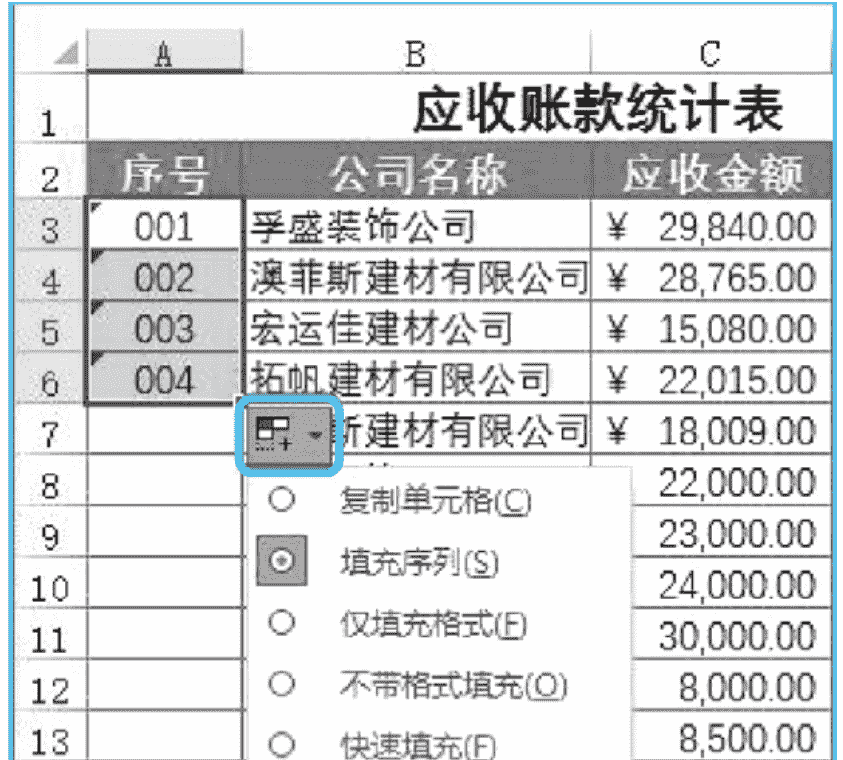 A B C
1 应收账款统计表
2 序号 公司名称 应收金额
3 001 孚盛装饰公司 ¥ 29,840.00
4 002 澳菲斯建材有限公司 ¥ 28,765.00
5 003 宏运佳建材公司 ¥ 15,080.00
6 004 拓帆建材有限公司 ¥ 22,015.00
7 斯建材有限公司 ¥ 18,009.00
8 22,000.00
复制单元格(C)
9 23,000.00
填充序列(S)
10 24,000.00
11 仅填充格式(F) 30,000.00
12 不带格式填充(O) 8,000.00
13 快速填充(F) 8,500.00